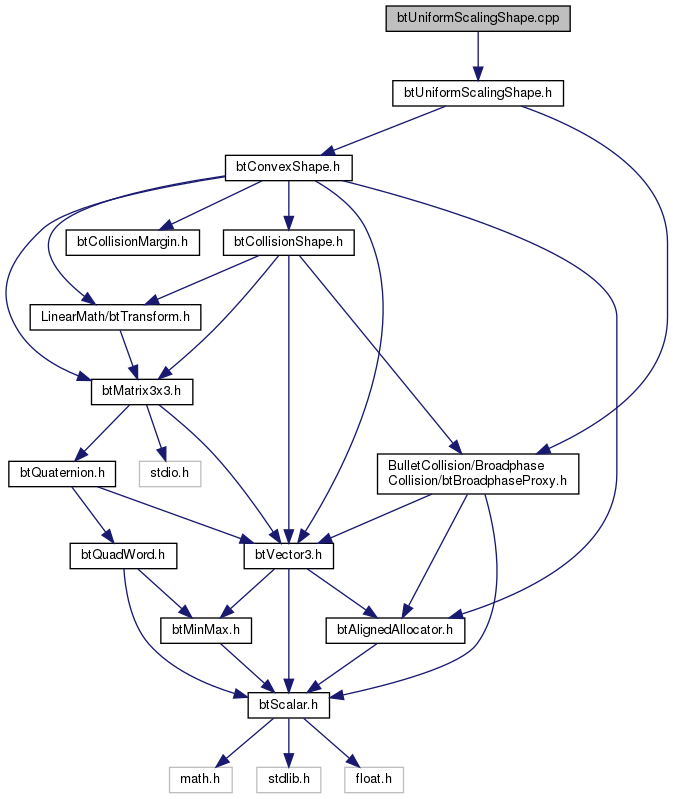 btUniformScalingShape.cpp
btUniformScalingShape.h
btConvexShape.h
btCollisionMargin.h
btCollisionShape.h
LinearMath/btTransform.h
btMatrix3x3.h
btQuaternion.h
stdio.h
BulletCollision/Broadphase
Collision/btBroadphaseProxy.h
btQuadWord.h
btVector3.h
btMinMax.h
btAlignedAllocator.h
btScalar.h
math.h
stdlib.h
float.h